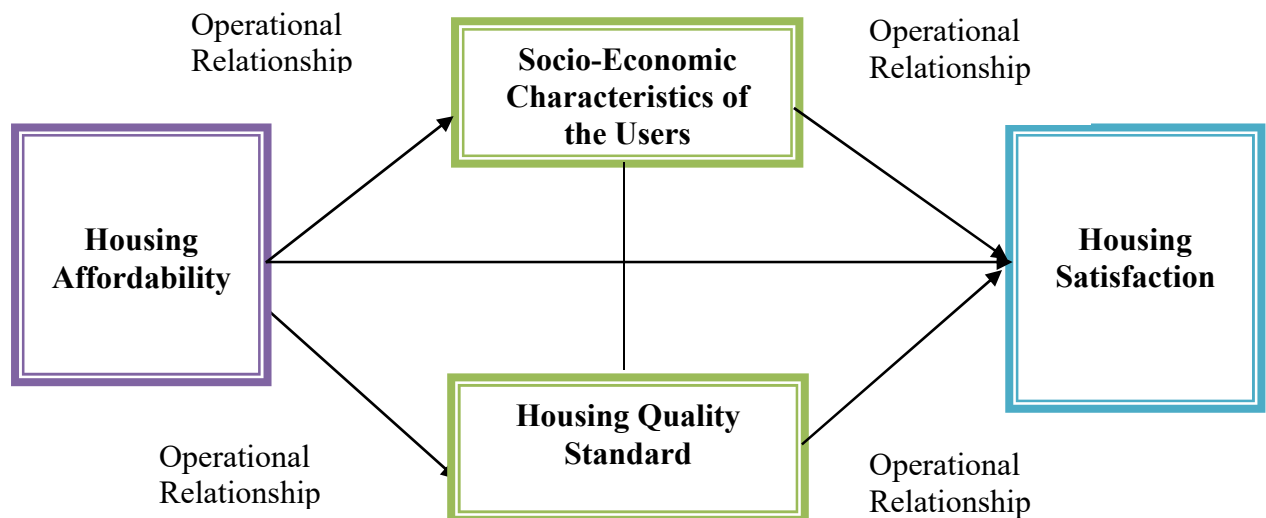 Operational
Relationship
Socio-Economic
Characteristics of
the Users
Operational
Relationship
Housing
Affordability
Housing
Satisfaction
Housing Quality
Standard
Operational
Relationship
Operational
Relationship